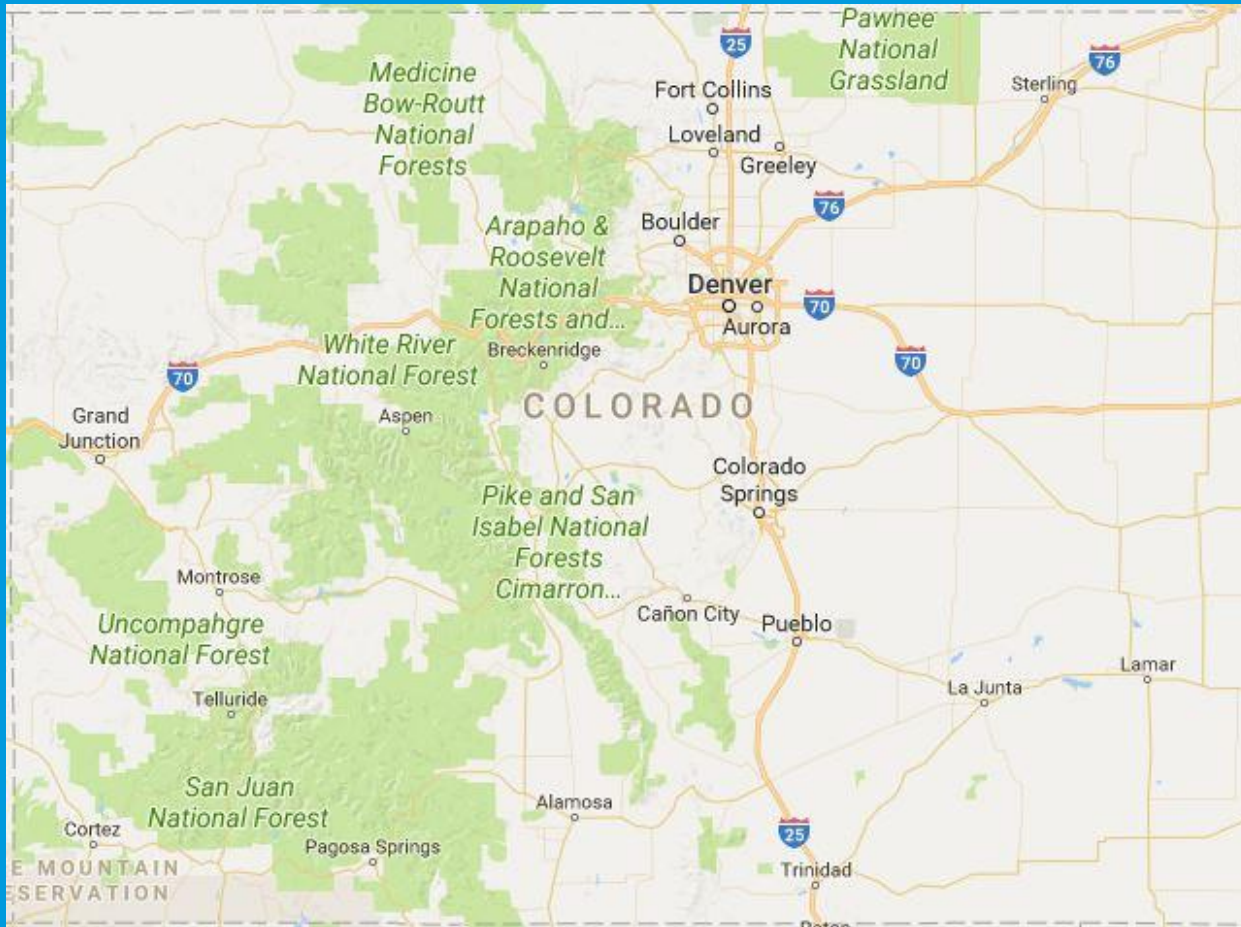 Pawnee
National
Grassland
25
76
Sterling
Medicine
Bow-Routt
National
Forests
Fort Collins
Loveland
Greeley
76
Boulder
Arapaho &
Roosevelt
National
Forests and...
Denver
Aurora
70
White River
National Forest
Breckenridge
70
70
COLORADO
Grand
Junction
Aspen
Colorado
Springs
Pike and San
Isabel National
Forests
Cimarron...
Montrose
Cañon City
Pueblo
Uncompahgre
National Forest
Lamar
La Junta
Telluride
San Juan
National Forest
Alamosa
Cortez
25
Pagosa Springs
E MOUNTAIN
ESERVATION
Trinidad